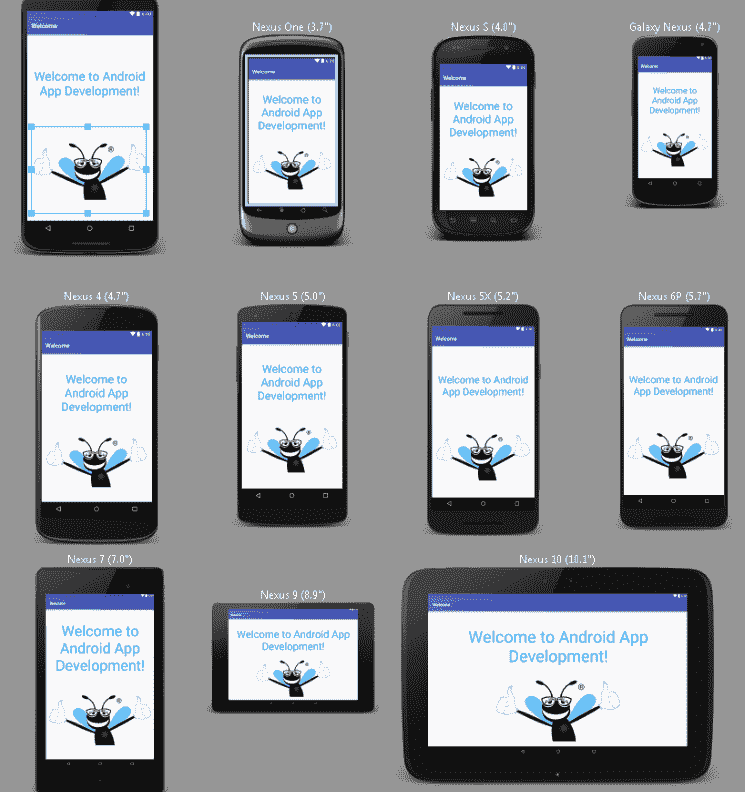 Welcome
Welcome to Android
App Development!
®
Nexus One (3.7")
Welcome
Welcome to
Android App
Development!
®
Nexus S (4.0")
Welcome
Welcome to
Android App
Development!
®
Galaxy Nexus (4.7")
Welcome
Welcome to
Android App
Development!
®
Nexus 4 (4.7")
Welcome
Welcome to
Android App
Development!
®
Nexus 5 (5.0")
Welcome
Welcome to
Android App
Development!
®
Nexus 5X (5.2")
Welcome
Welcome to Android
App Development!
®
Nexus 6P (5.7")
Welcome
Welcome to Android
App Development!
®
Nexus 7 (7.0")
Welcome
Welcome to
Android App
Development!
®
Nexus 9 (8.9")
Welcome to Android App
Development!
®
Nexus 10 (10.1")
Welcome
Welcome to Android App
Development!
®